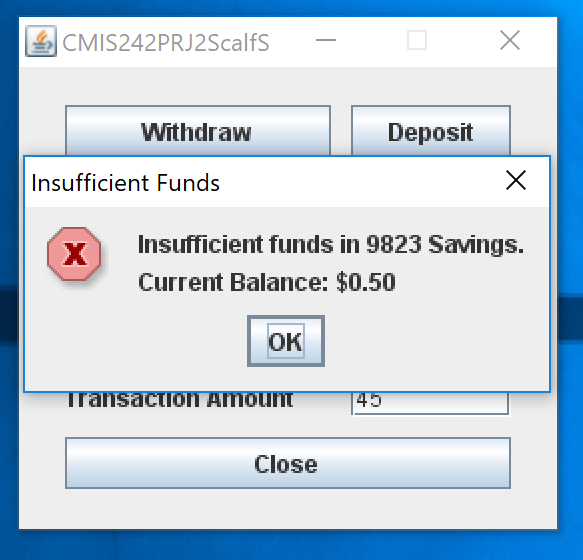 CMIS242PRJ2ScalfS
Withdraw
Deposit
Insufficient Funds
Insufficient funds in 9823 Savings.
Current Balance: $0.50
OK
Transaction Amount
45
Close